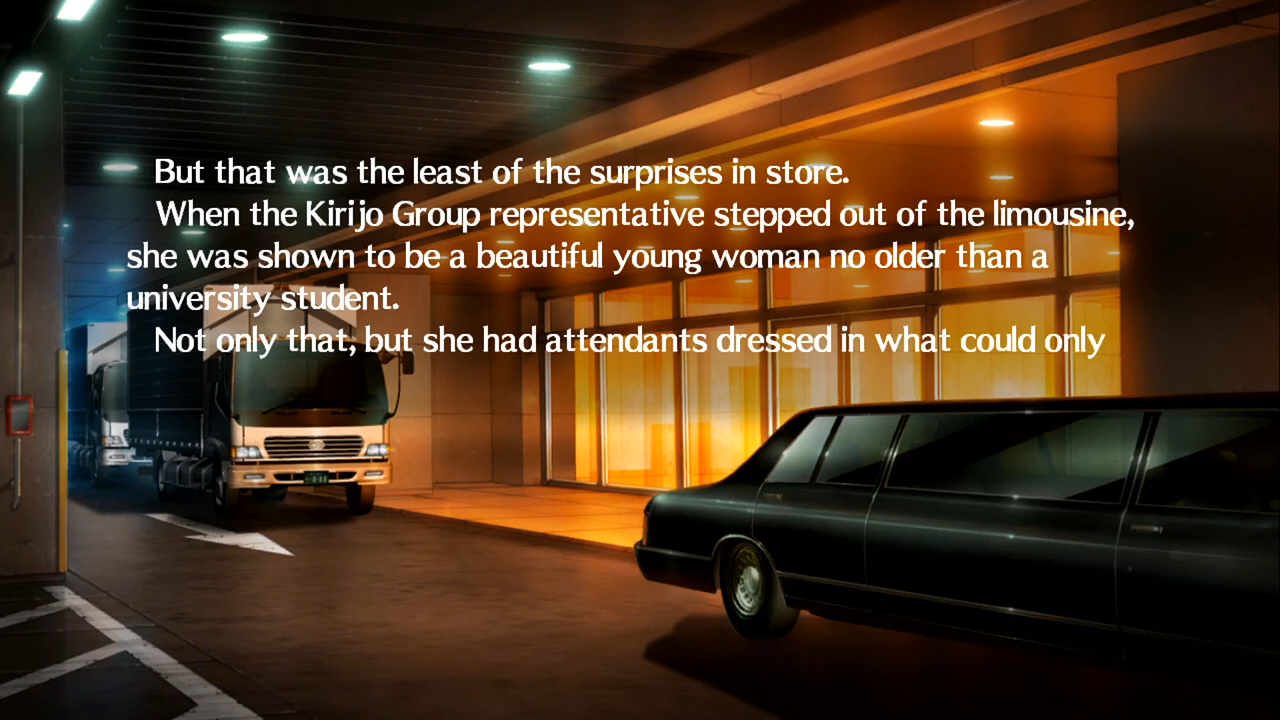 But that was the least of the surprises in store.
When the Kirijo Group representative stepped out of the limousine,
she was shown to be a beautiful young woman no older than a
university student.
Not only that, but she had attendants dressed in what could only